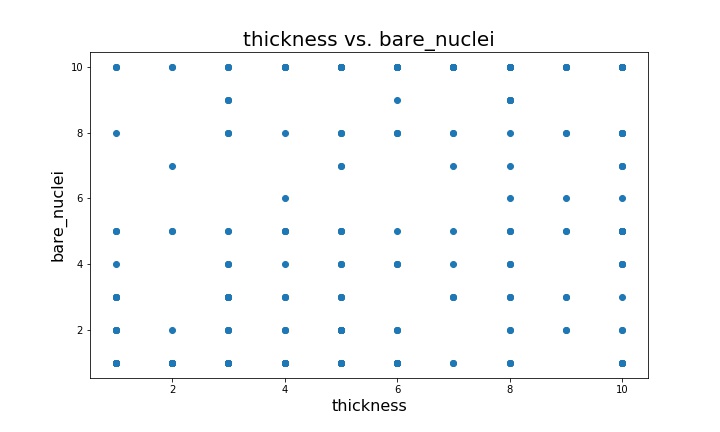 thickness vs. bare_nuclei
10
8
6
4
2
bare_nuclei
2 4 6 8 10
thickness